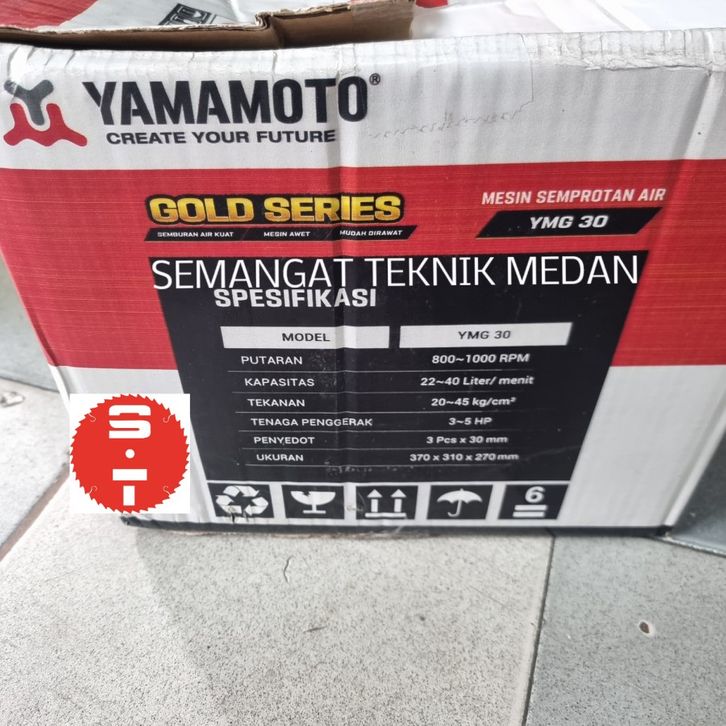 YAMAMOTO®
CREATE YOUR FUTURE
GOLD SERIES
SEMBURAN AIR KUAT MESIN AWET MUDAH DIRAWAT
MESIN SEMPROTAN AIR
YMG 30
SEMANGAT TEKNIK MEDAN
SPESIFIKASI
MODEL YMG 30
PUTARAN 800~1000 RPM
KAPASITAS 22~40 Liter/ menit
TEKANAN 20~45 kg/cm²
TENAGA PENGGERAK 3~5 HP
PENYEDOT 3 Pcs x 30 mm
UKURAN 370 x 310 x 270 mm
S·T
6